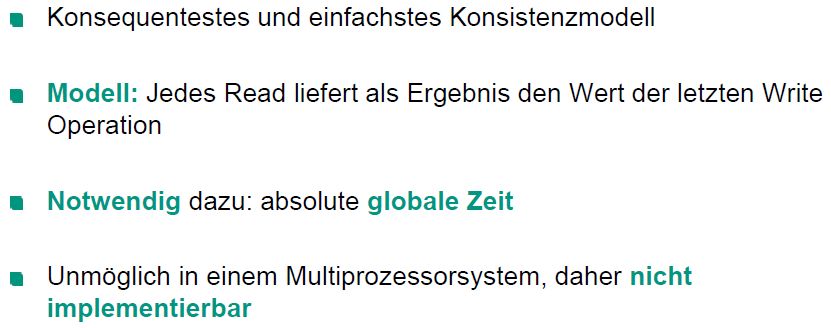 Konsequentestes und einfachstes Konsistenzmodell
Modell: Jedes Read liefert als Ergebnis den Wert der letzten Write
Operation
Notwendig dazu: absolute globale Zeit
Unmöglich in einem Multiprozessorsystem, daher nicht
implementierbar